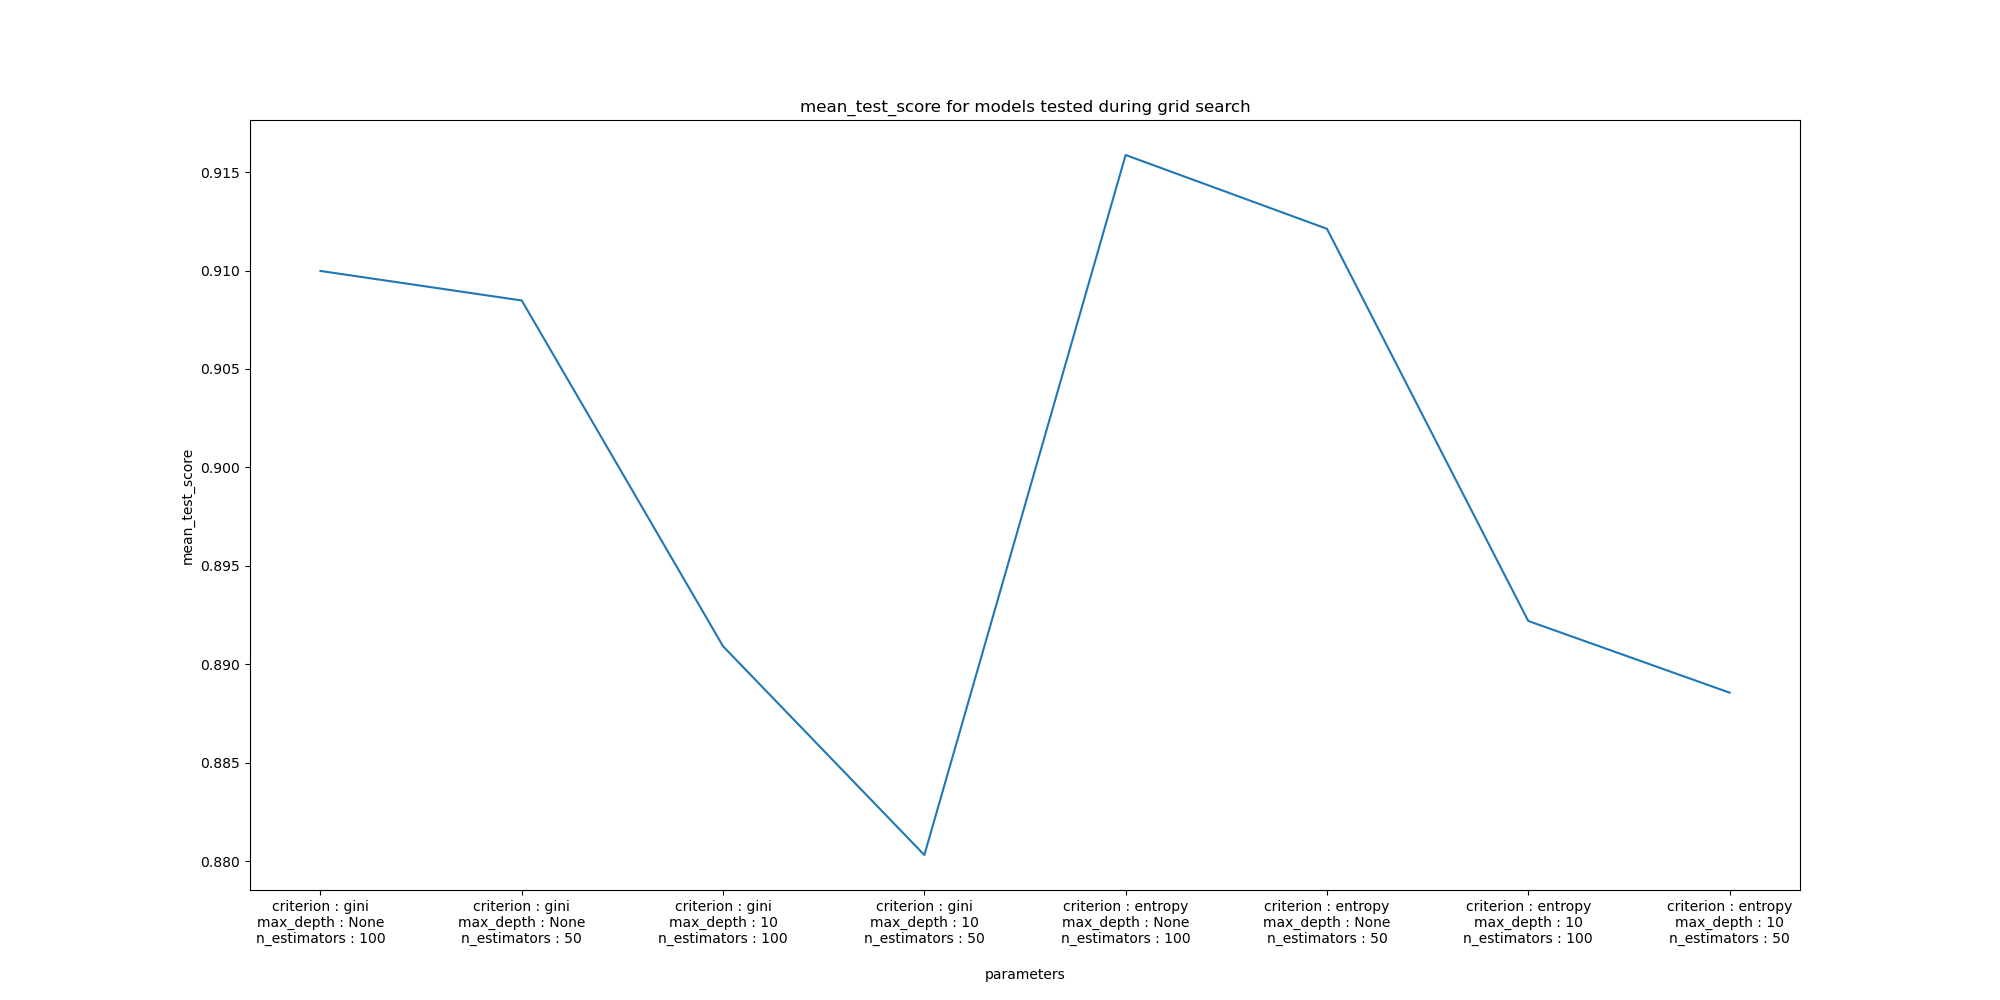 mean_test_score for models tested during grid search
mean_test_score
0.915
0.910
0.905
0.900
0.895
0.890
0.885
0.880
criterion : gini
max_depth : None
n_estimators : 100
criterion : gini
max_depth : None
n_estimators : 50
criterion : gini
max_depth : 10
n_estimators : 100
criterion : gini
max_depth : 10
n_estimators : 50
criterion : entropy
max_depth : None
n_estimators : 100
criterion : entropy
max_depth : None
n_estimators : 50
criterion : entropy
max_depth : 10
n_estimators : 100
criterion : entropy
max_depth : 10
n_estimators : 50
parameters